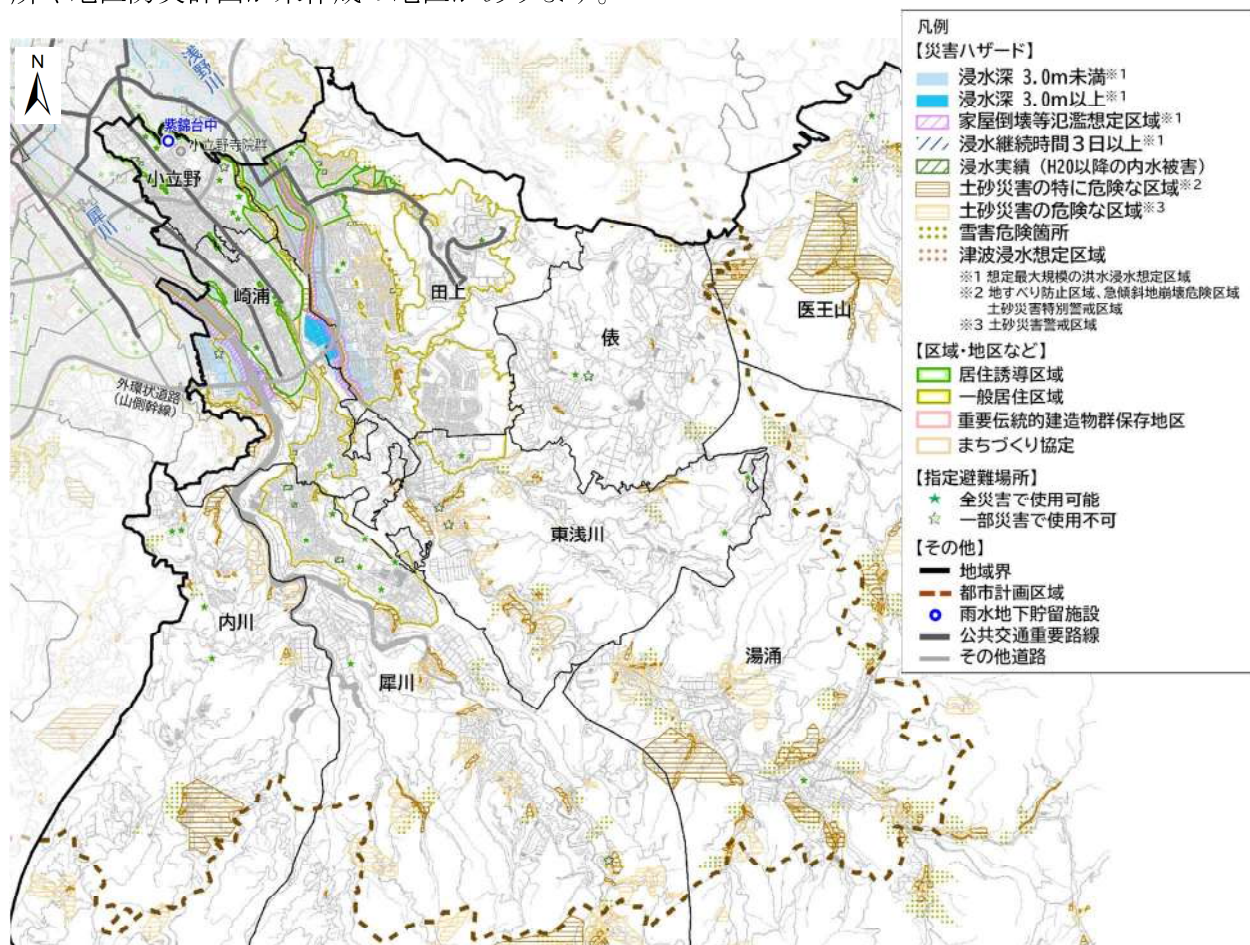 N
浅野川
紫錦台中
小立野寺院群
小立野
犀川
崎浦
田上
医王山
俵
外環状道路
(山側幹線)
東浅川
内川
犀川
湯涌
凡例
【災害ハザード】
浸水深 3.0m未満※1
浸水深 3.0m以上※1
家屋倒壊等氾濫想定区域※1
浸水継続時間3日以上※1
浸水実績（H20以降の内水被害）
土砂災害の特に危険な区域※2
土砂災害の危険な区域※3
雪害危険箇所
津波浸水想定区域
※1 想定最大規模の洪水浸水想定区域
※2 地すべり防止区域、急傾斜地崩壊危険区域
土砂災害特別警戒区域
※3 土砂災害警戒区域
【区域・地区など】
居住誘導区域
一般居住区域
重要伝統的建造物群保存地区
まちづくり協定
【指定避難場所】
全災害で使用可能
一部災害で使用不可
【その他】
地域界
都市計画区域
雨水地下貯留施設
公共交通重要路線
その他道路